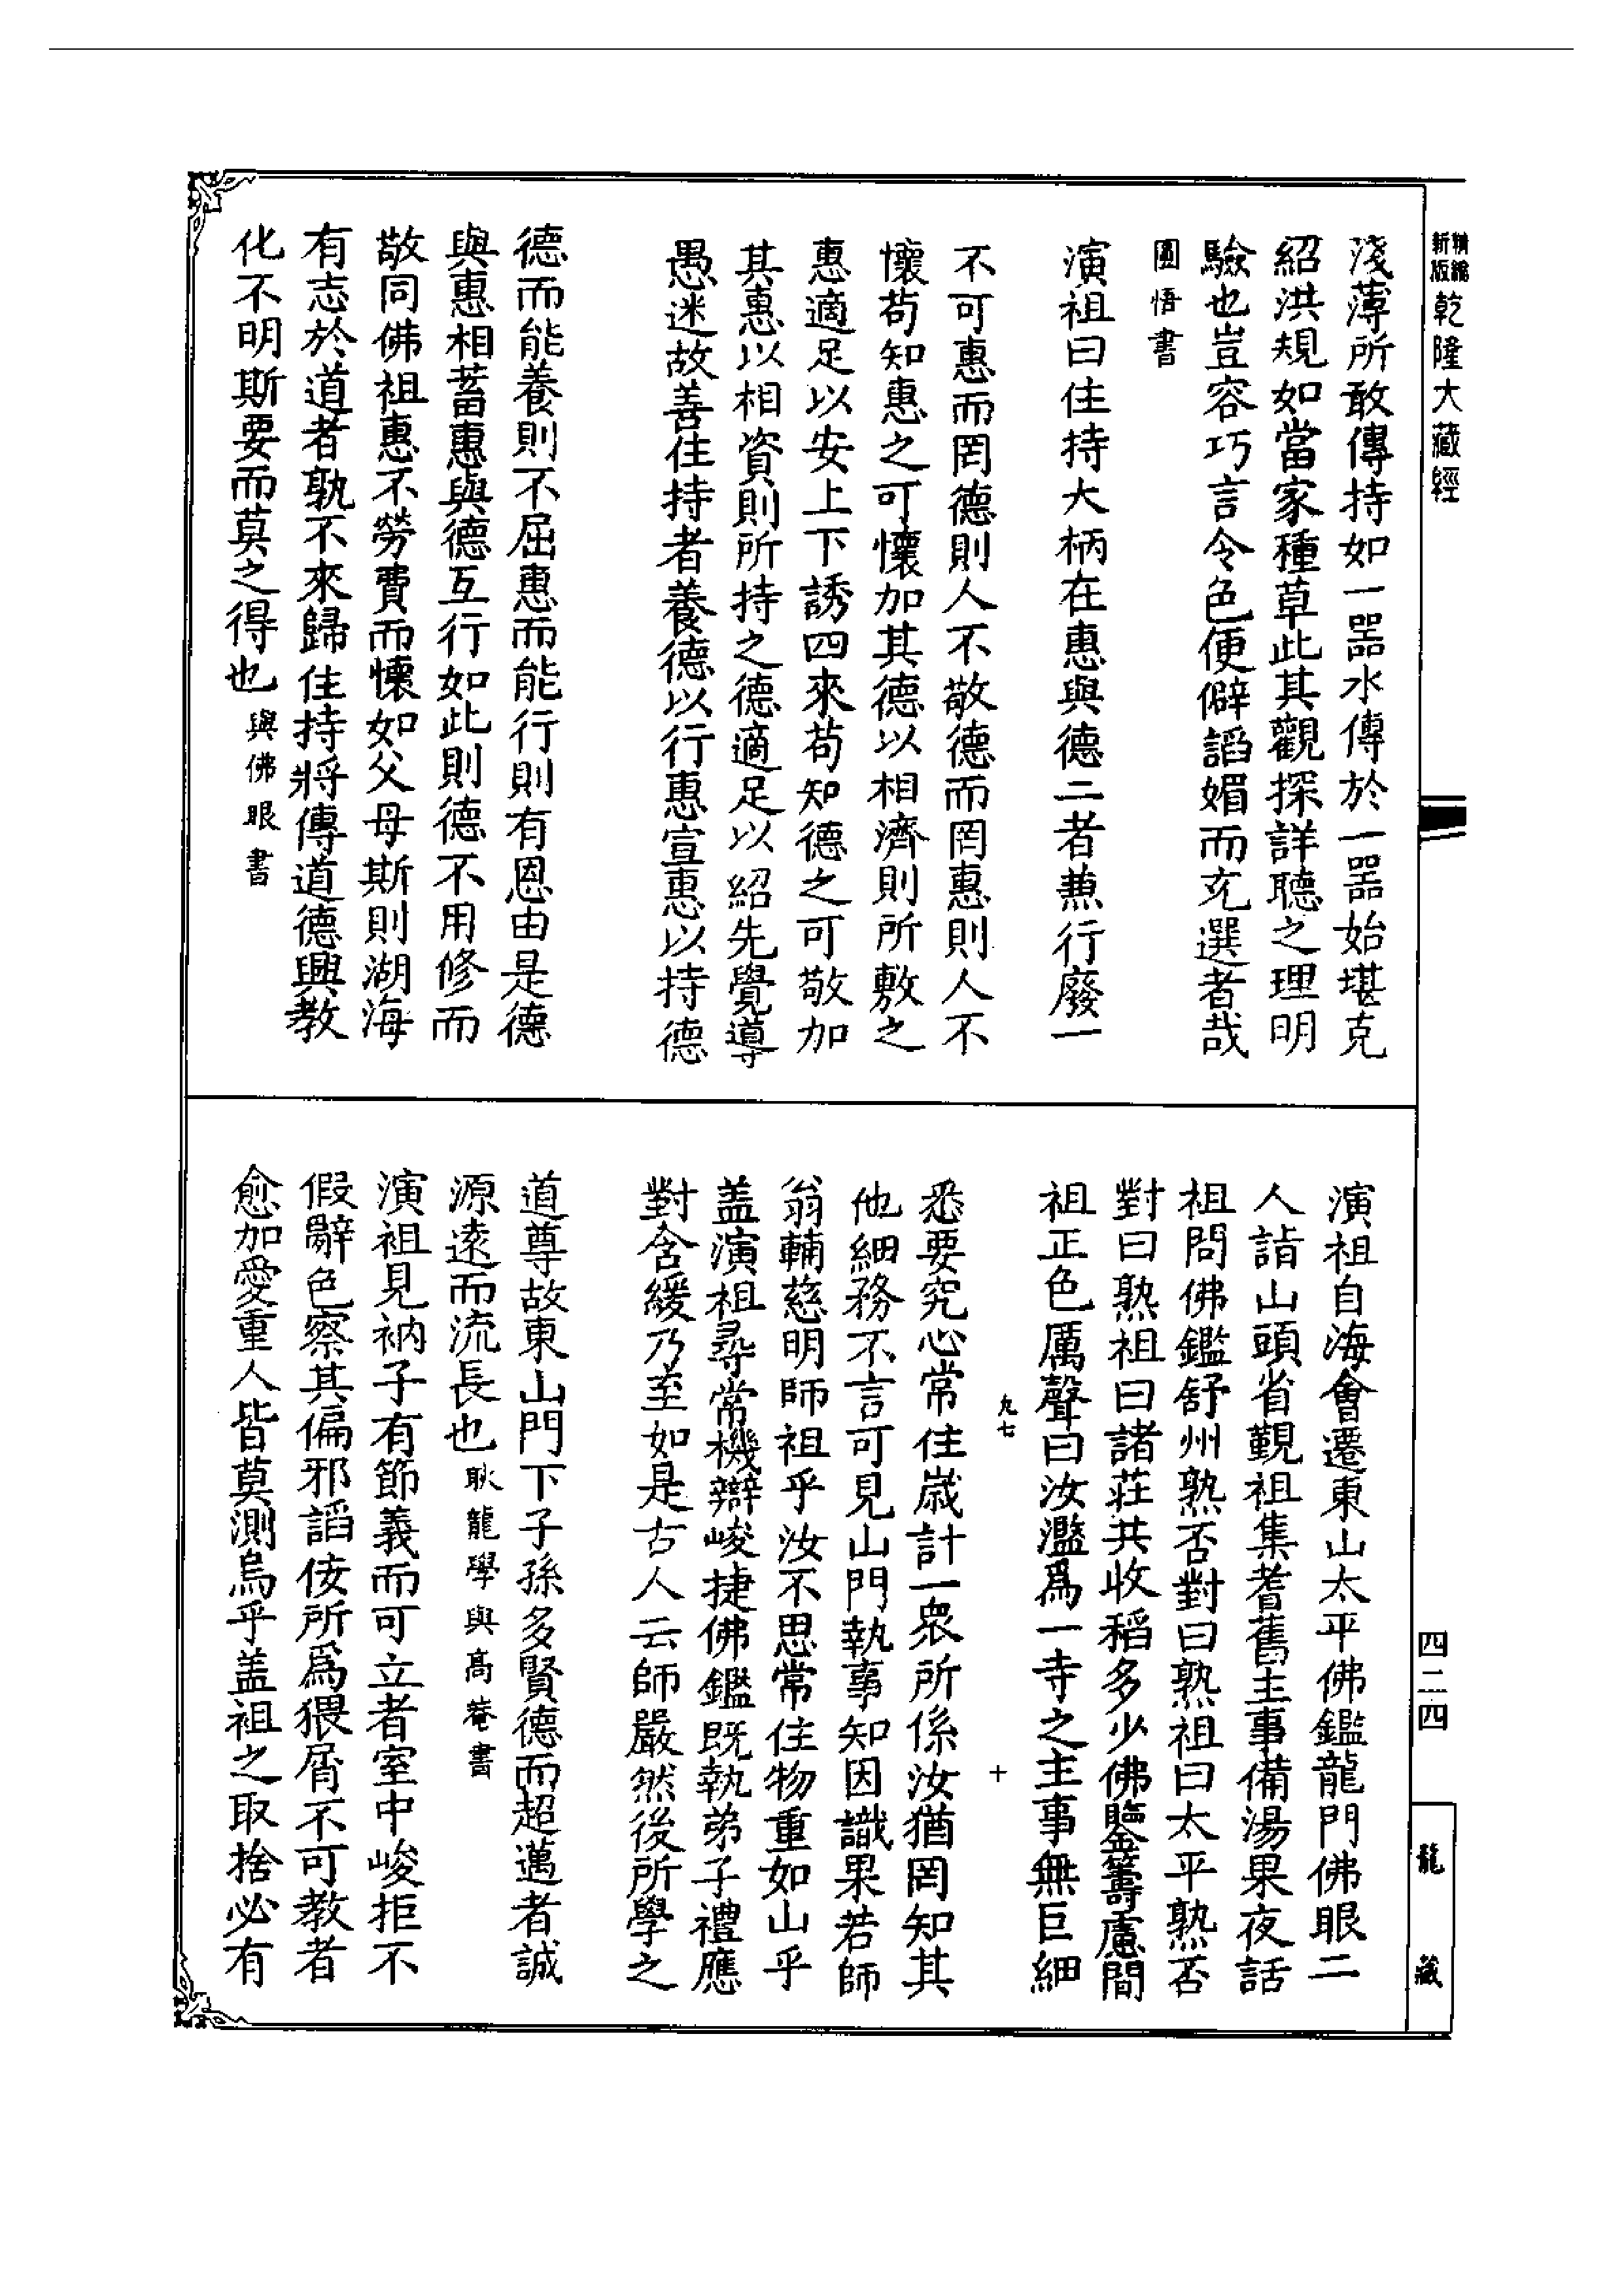 新版精編乾隆大藏經
四二四
龍藏
淺薄所敢傳持如一器水傳於一器始堪克
紹洪規如當家種草此其觀探詳聽之理明
驗也豈容巧言令色便僻諂媚而充選者哉
圓悟書
演祖曰住持大柄在惠與德二者兼行廢一
不可惠而罔德則人不敬德而罔惠則人不
懷苟知惠之可懷加其德以相濟則所敷之
惠適足以安上下誘四來苟知德之可敬加
其惠以相資則所持之德適足以紹先覺導
愚迷故善住持者養德以行惠宣惠以持德
德而能養則不屈惠而能行則有恩由是德
與惠相蓄惠與德互行如此則德不用修而
敬同佛祖惠不勞費而懷如父母斯則湖海
有志於道者孰不來歸住持將傳道德興教
化不明斯要而莫之得也與佛眼書
演祖自海會遷東山太平佛鑑龍門佛眼二
人詣山頭省覲祖集耆舊主事備湯果夜話
祖問佛鑑舒州熟否對曰熟祖曰太平熟否
對曰熟祖曰諸莊共收稻多少佛鑒籌慮間
祖正色厲聲曰汝濫爲一寺之主事無巨細
九七
十
悉要究心常住歲計一衆所係汝猶罔知其
他細務不言可見山門執事知因識果若師
翁輔慈明師祖乎汝不思常住物重如山乎
盖演祖尋常機辯峻捷佛鑑既執弟子禮應
對含緩乃至如是古人云師嚴然後所學之
道尊故東山門下子孫多賢德而超邁者誠
源遠而流長也耿龍學與高菴書
演祖見衲子有節義而可立者室中峻拒不
假辭色察其偏邪諂佞所爲猥屑不可教者
愈加愛重人皆莫測烏乎盖祖之取捨必有